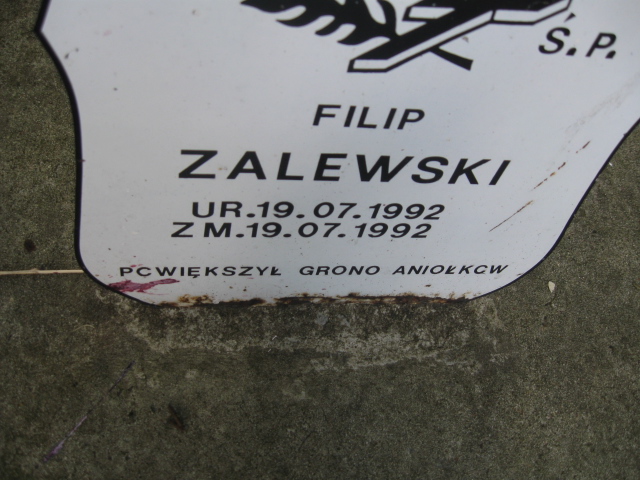 Ś.P.
FILIP
ZALEWSKI
UR.19.07.1992
ZM.19.07.1992
PCWIĘKSZYŁ GRONO ANIOŁKCW